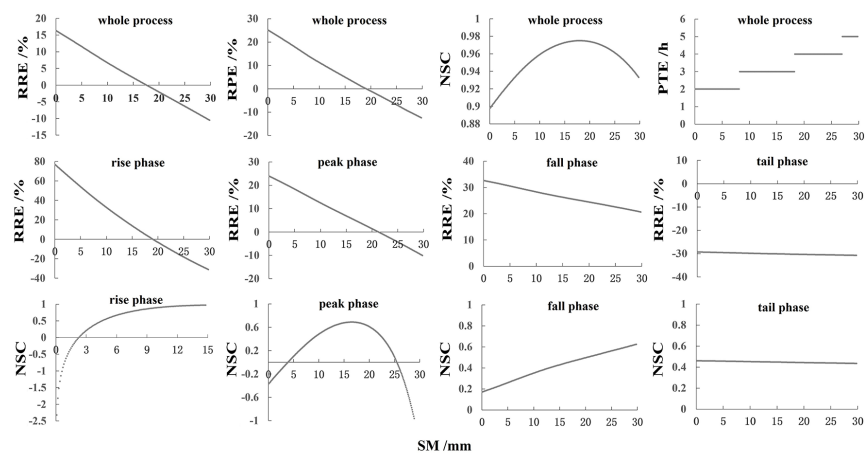 whole process
RRE /%
20
15
10
5
0
-5
-10
15
0 5 10 15 20 25 30
whole process
RPE /%
30
20
10
0
-10
-20
0 5 10 15 20 25 30
whole process
NSC
1
0.98
0.96
0.94
0.92
0.9
0.88
0 10 20 30
whole process
PTE /h
6
5
4
3
2
1
0
0 5 10 15 20 25 30
rise phase
RRE /%
80
60
40
20
0
-20
-40
0 5 10 15 20 25 30
peak phase
RRE /%
30
20
10
0
-10
-20
0 5 10 15 20 25 30
fall phase
RRE /%
40
30
20
10
0
0 5 10 15 20 25 30
tail phase
RRE /%
10
0
-10
-20
-30
-40
0 5 10 15 20 25 30
rise phase
NSC
1
0.5
0
-0.5
-1
-1.5
-2
-2.5
0 3 6 9 12 15
peak phase
NSC
1
0.6
0.2
-0.2
-0.6
-1
0 5 10 15 20 25 30
fall phase
NSC
1
0.8
0.6
0.4
0.2
0
0 5 10 15 20 25 30
tail phase
NSC
1
0.8
0.6
0.4
0.2
0
0 5 10 15 20 25 30
SM /mm